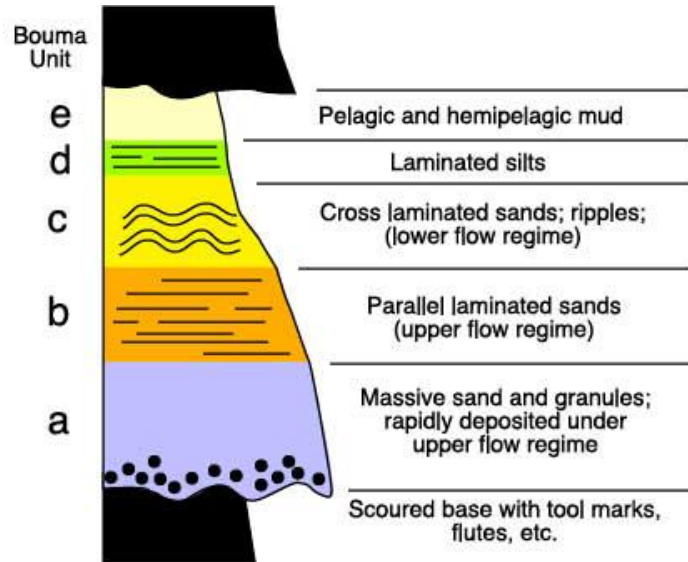 Bouma
Unit
e
Pelagic and hemipelagic mud
d
Laminated silts
c
Cross laminated sands; ripples;
(lower flow regime)
b
Parallel laminated sands
(upper flow regime)
a
Massive sand and granules;
rapidly deposited under
upper flow regime
Scoured base with tool marks,
flutes, etc.